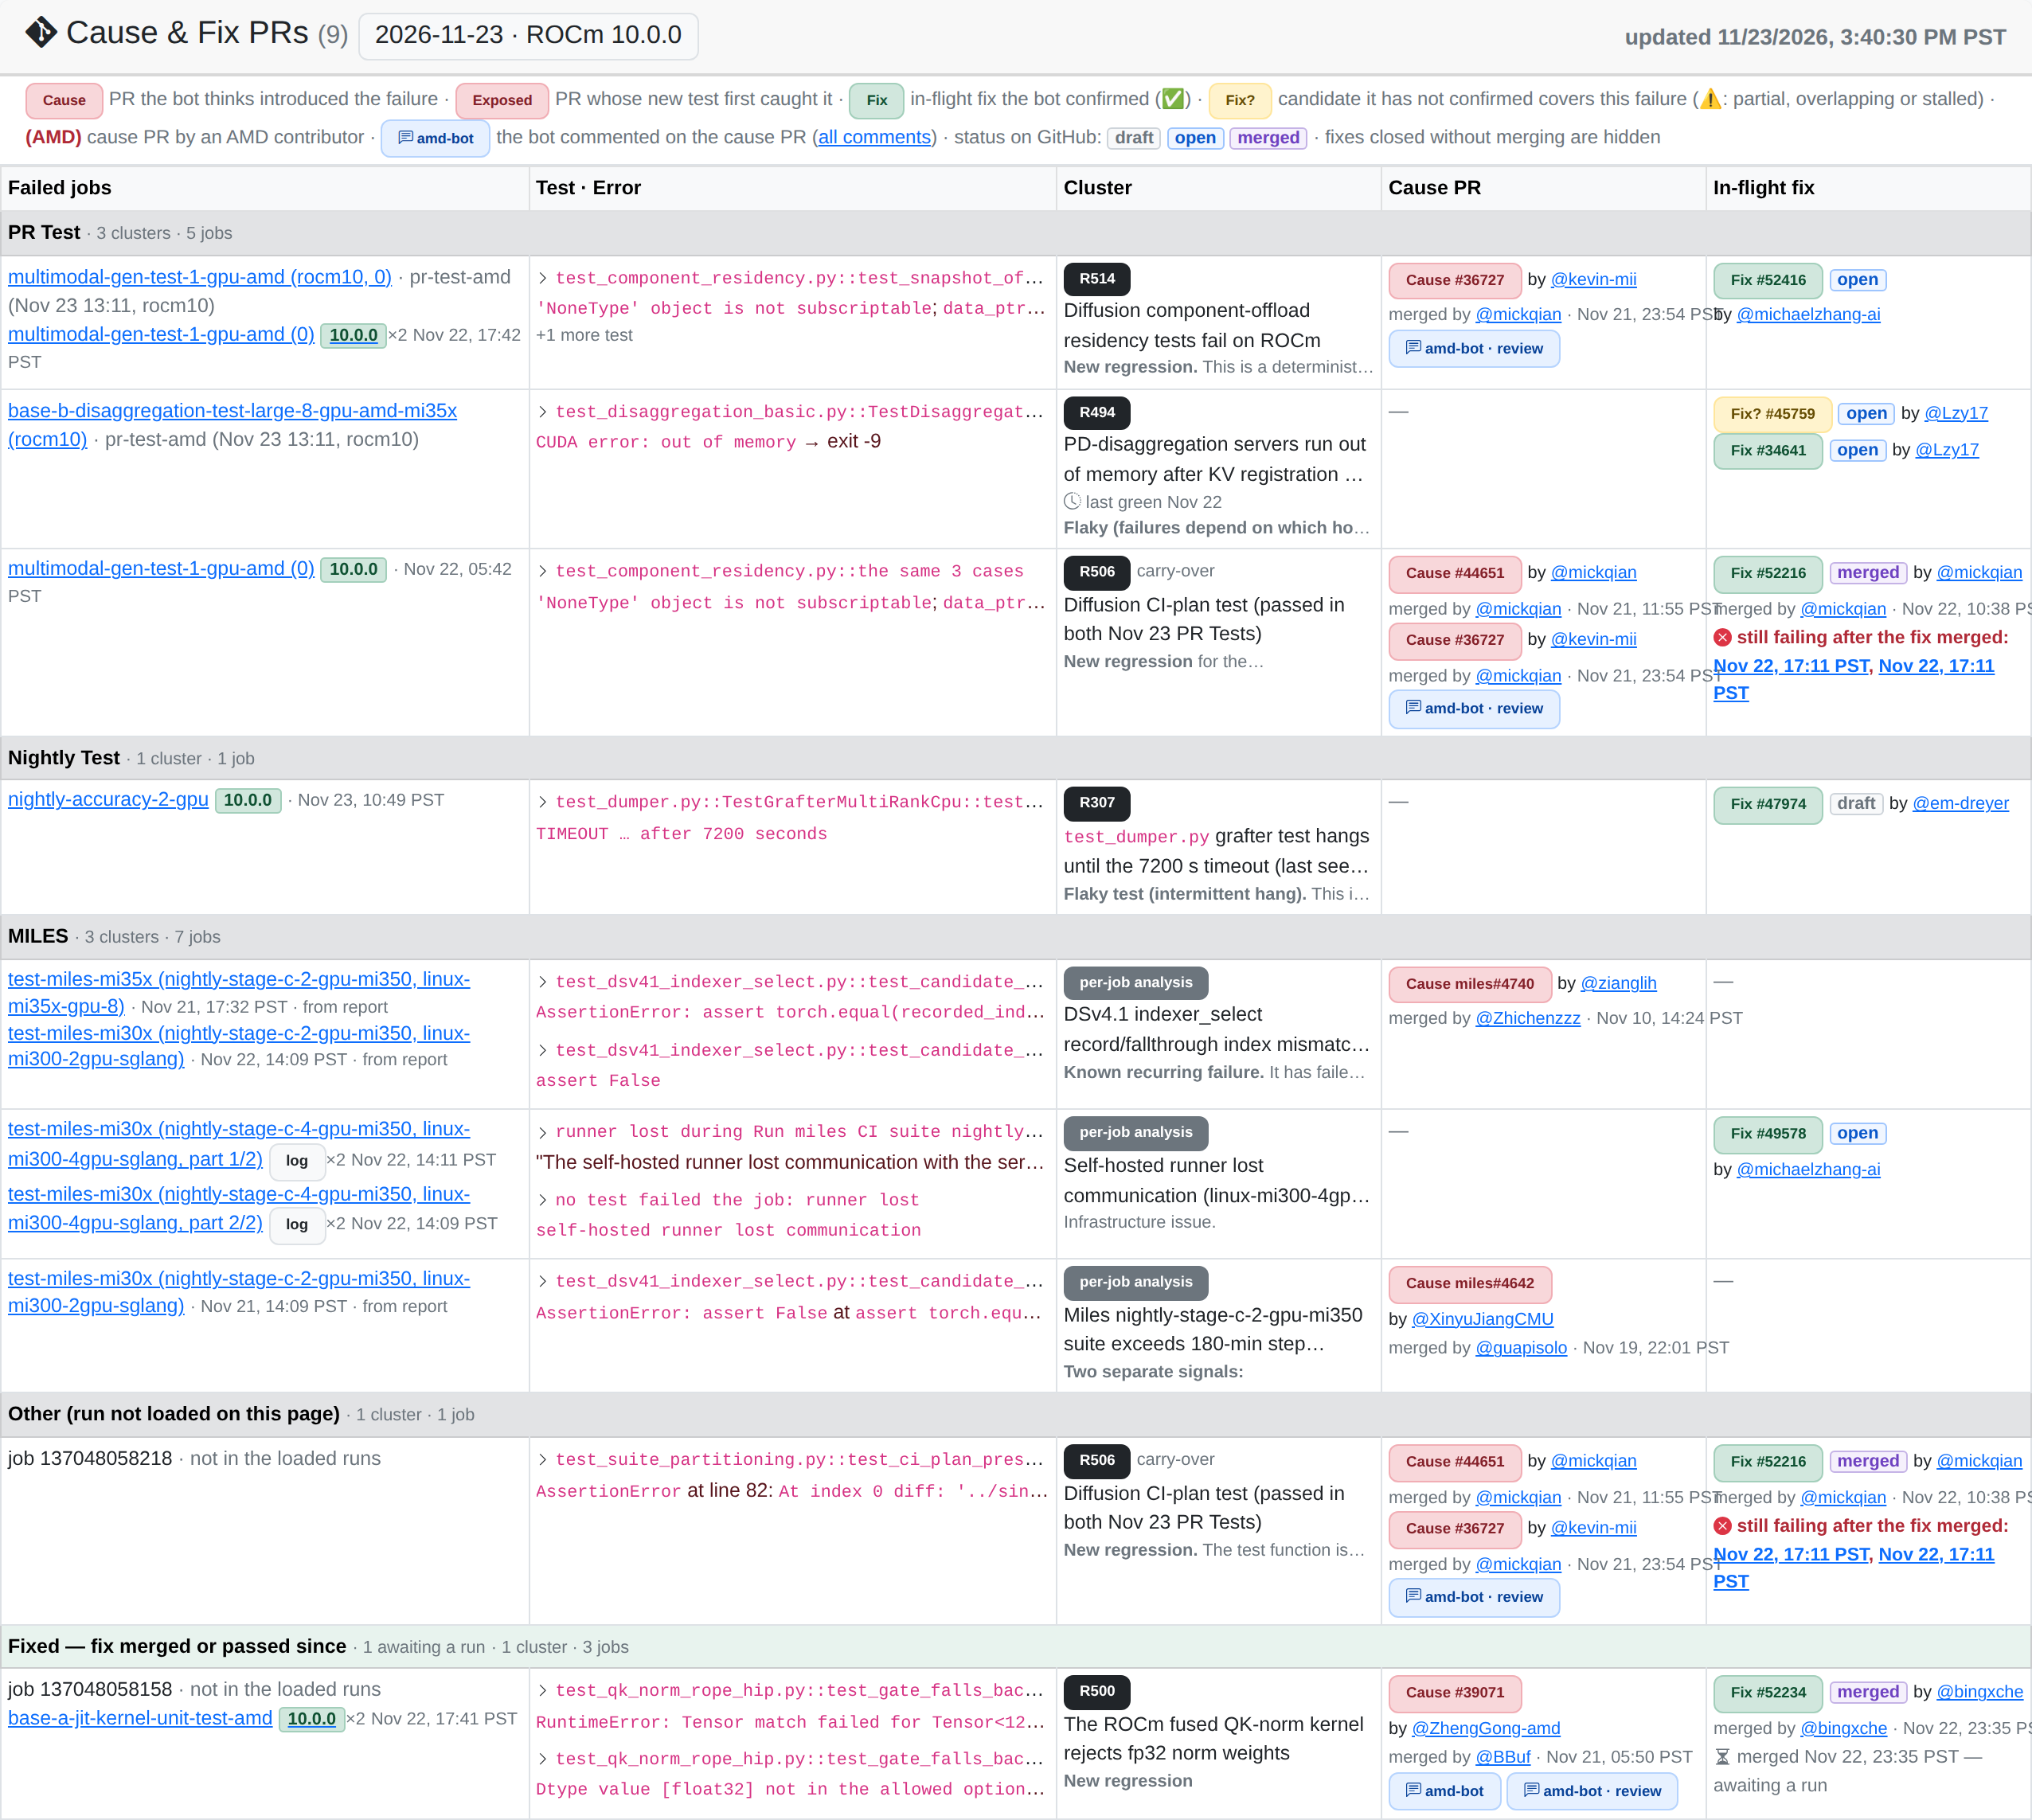 Cause & Fix PRs (9) 2026-11-23 · ROCm 10.0.0 updated 11/23/2026, 3:40:30 PM PST
Cause PR the bot thinks introduced the failure · Exposed PR whose new test first caught it · Fix in-flight fix the bot confirmed (✅) · Fix? candidate it has not confirmed covers this failure (⚠️: partial, overlapping or stalled) ·
(AMD) cause PR by an AMD contributor · amd-bot the bot commented on the cause PR (all comments) · status on GitHub: draft open merged · fixes closed without merging are hidden
Failed jobs Test · Error Cluster Cause PR In-flight fix
PR Test · 3 clusters · 5 jobs
multimodal-gen-test-1-gpu-amd (rocm10, 0) · pr-test-amd
(Nov 23 13:11, rocm10)
multimodal-gen-test-1-gpu-amd (0) 10.0.0 ×2 Nov 22, 17:42
PST
test_component_residency.py::test_snapshot_of…
'NoneType' object is not subscriptable; data_ptr…
+1 more test
R514
Diffusion component-offload
residency tests fail on ROCm
New regression. This is a determinist…
Cause #36727 by @kevin-mii
merged by @mickqian · Nov 21, 23:54 PST
amd-bot · review
Fix #52416 open
by @michaelzhang-ai
base-b-disaggregation-test-large-8-gpu-amd-mi35x
(rocm10) · pr-test-amd (Nov 23 13:11, rocm10)
test_disaggregation_basic.py::TestDisaggregat…
CUDA error: out of memory → exit -9
R494
PD-disaggregation servers run out
of memory after KV registration …
last green Nov 22
Flaky (failures depend on which ho…
—
Fix? #45759 open by @Lzy17
Fix #34641 open by @Lzy17
multimodal-gen-test-1-gpu-amd (0) 10.0.0 · Nov 22, 05:42
PST
test_component_residency.py::the same 3 cases
'NoneType' object is not subscriptable; data_ptr…
R506 carry-over
Diffusion CI-plan test (passed in
both Nov 23 PR Tests)
New regression for the…
Cause #44651 by @mickqian
merged by @mickqian · Nov 21, 11:55 PST
Cause #36727 by @kevin-mii
merged by @mickqian · Nov 21, 23:54 PST
amd-bot · review
Fix #52216 merged by @mickqian
merged by @mickqian · Nov 22, 10:38 PS
still failing after the fix merged:
Nov 22, 17:11 PST, Nov 22, 17:11
PST
Nightly Test · 1 cluster · 1 job
nightly-accuracy-2-gpu 10.0.0 · Nov 23, 10:49 PST
test_dumper.py::TestGrafterMultiRankCpu::test…
TIMEOUT … after 7200 seconds
R307
test_dumper.py grafter test hangs
until the 7200 s timeout (last see…
Flaky test (intermittent hang). This i…
—
Fix #47974 draft by @em-dreyer
MILES · 3 clusters · 7 jobs
test-miles-mi35x (nightly-stage-c-2-gpu-mi350, linux-
mi35x-gpu-8) · Nov 21, 17:32 PST · from report
test-miles-mi30x (nightly-stage-c-2-gpu-mi350, linux-
mi300-2gpu-sglang) · Nov 22, 14:09 PST · from report
test_dsv41_indexer_select.py::test_candidate_…
AssertionError: assert torch.equal(recorded_ind…
test_dsv41_indexer_select.py::test_candidate_…
assert False
per-job analysis
DSv4.1 indexer_select
record/fallthrough index mismatc…
Known recurring failure. It has faile…
Cause miles#4740 by @zianglih
merged by @Zhichenzzz · Nov 10, 14:24 PST
—
test-miles-mi30x (nightly-stage-c-4-gpu-mi350, linux-
mi300-4gpu-sglang, part 1/2) log ×2 Nov 22, 14:11 PST
test-miles-mi30x (nightly-stage-c-4-gpu-mi350, linux-
mi300-4gpu-sglang, part 2/2) log ×2 Nov 22, 14:09 PST
runner lost during Run miles CI suite nightly…
"The self-hosted runner lost communication with the ser…
no test failed the job: runner lost
self-hosted runner lost communication
per-job analysis
Self-hosted runner lost
communication (linux-mi300-4gp…
Infrastructure issue.
—
Fix #49578 open
by @michaelzhang-ai
test-miles-mi30x (nightly-stage-c-2-gpu-mi350, linux-
mi300-2gpu-sglang) · Nov 21, 14:09 PST · from report
test_dsv41_indexer_select.py::test_candidate_…
AssertionError: assert False at assert torch.equ…
per-job analysis
Miles nightly-stage-c-2-gpu-mi350
suite exceeds 180-min step…
Two separate signals:
Cause miles#4642
by @XinyuJiangCMU
merged by @guapisolo · Nov 19, 22:01 PST
—
Other (run not loaded on this page) · 1 cluster · 1 job
job 137048058218 · not in the loaded runs
test_suite_partitioning.py::test_ci_plan_pres…
AssertionError at line 82: At index 0 diff: '../sin…
R506 carry-over
Diffusion CI-plan test (passed in
both Nov 23 PR Tests)
New regression. The test function is…
Cause #44651 by @mickqian
merged by @mickqian · Nov 21, 11:55 PST
Cause #36727 by @kevin-mii
merged by @mickqian · Nov 21, 23:54 PST
amd-bot · review
Fix #52216 merged by @mickqian
merged by @mickqian · Nov 22, 10:38 PS
still failing after the fix merged:
Nov 22, 17:11 PST, Nov 22, 17:11
PST
Fixed — fix merged or passed since · 1 awaiting a run · 1 cluster · 3 jobs
job 137048058158 · not in the loaded runs
base-a-jit-kernel-unit-test-amd 10.0.0 ×2 Nov 22, 17:41 PST
test_qk_norm_rope_hip.py::test_gate_falls_bac…
RuntimeError: Tensor match failed for Tensor<12…
test_qk_norm_rope_hip.py::test_gate_falls_bac…
Dtype value [float32] not in the allowed option…
R500
The ROCm fused QK-norm kernel
rejects fp32 norm weights
New regression
Cause #39071
by @ZhengGong-amd
merged by @BBuf · Nov 21, 05:50 PST
amd-bot amd-bot · review
Fix #52234 merged by @bingxche
merged by @bingxche · Nov 22, 23:35 PS
merged Nov 22, 23:35 PST —
awaiting a run